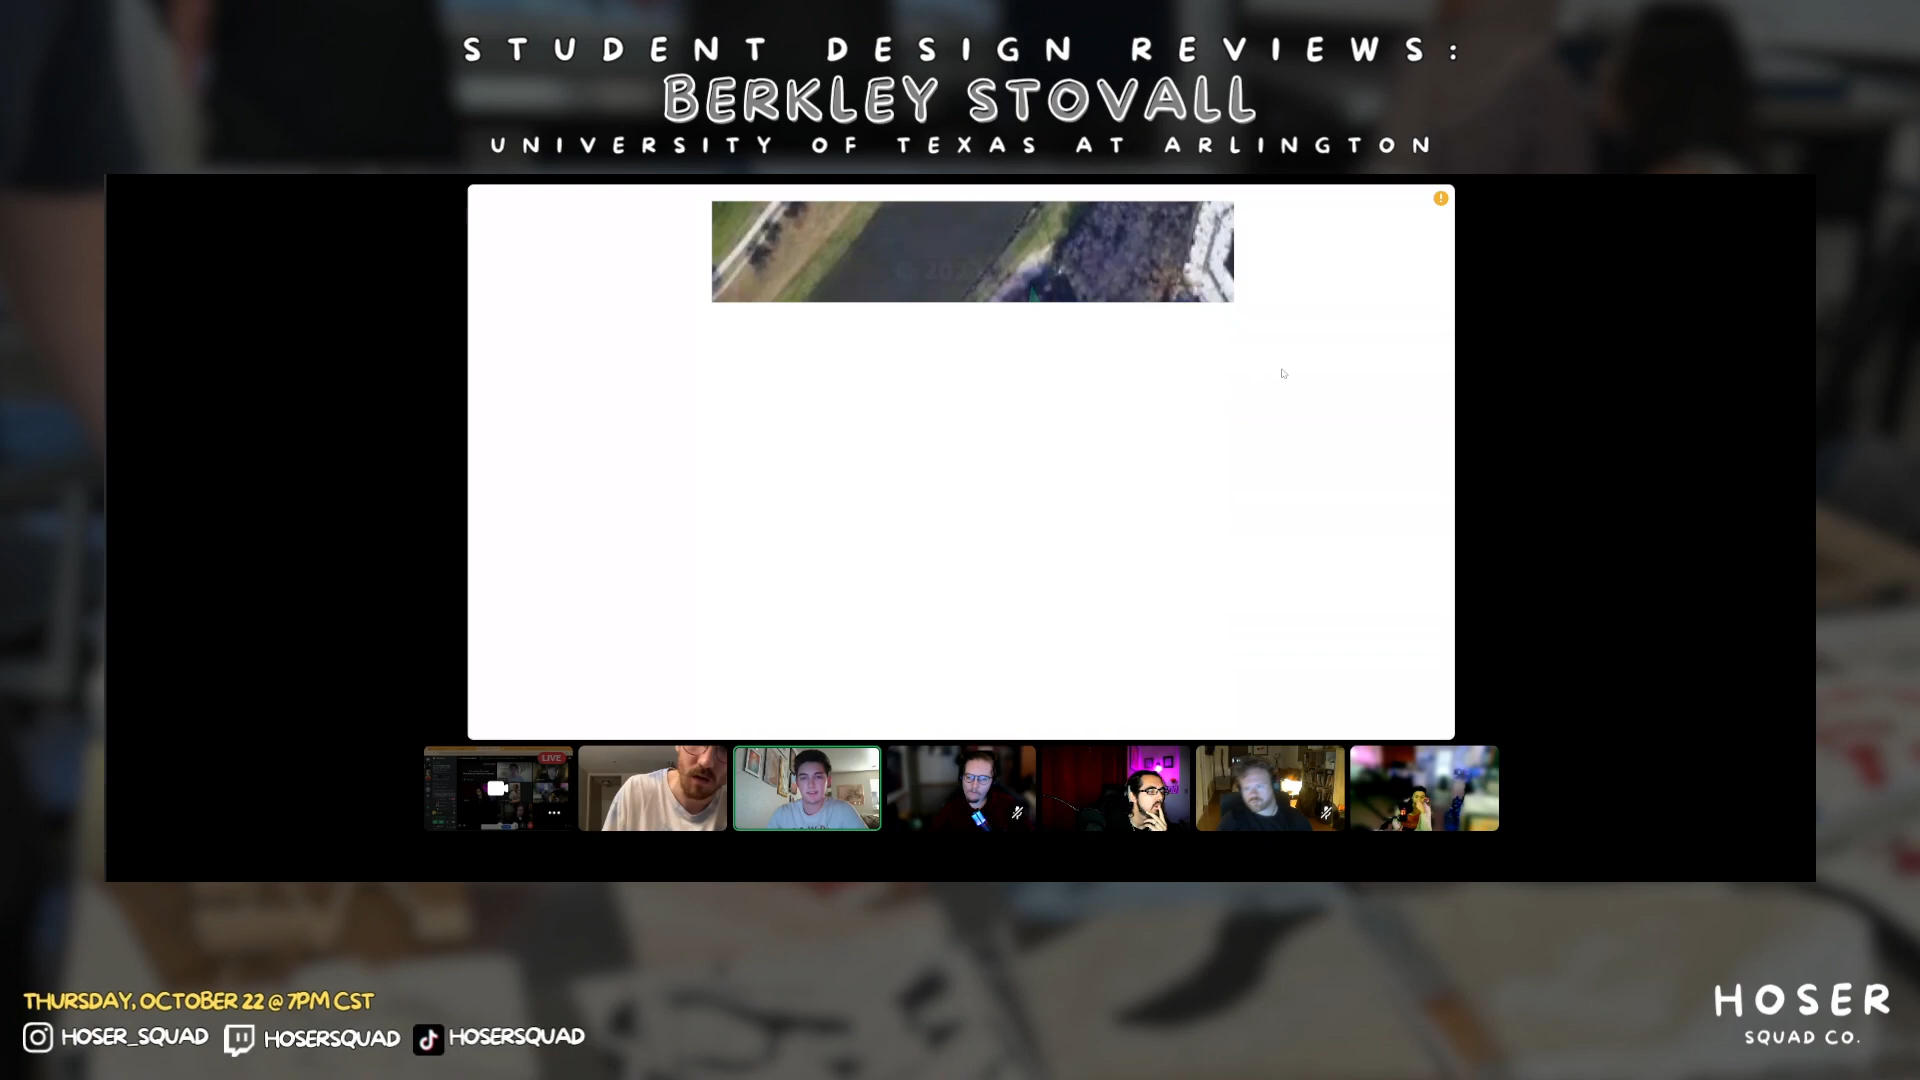 STUDENT DESIGN REVIEWS:
BERKLEY STOVALL
UNIVERSITY OF TEXAS AT ARLINGTON
LIVE
THURSDAY, OCTOBER 22 @ 7PM CST
HOSER_SQUAD HOSERSQUAD HOSERSQUAD
HOSER
SQUAD CO.